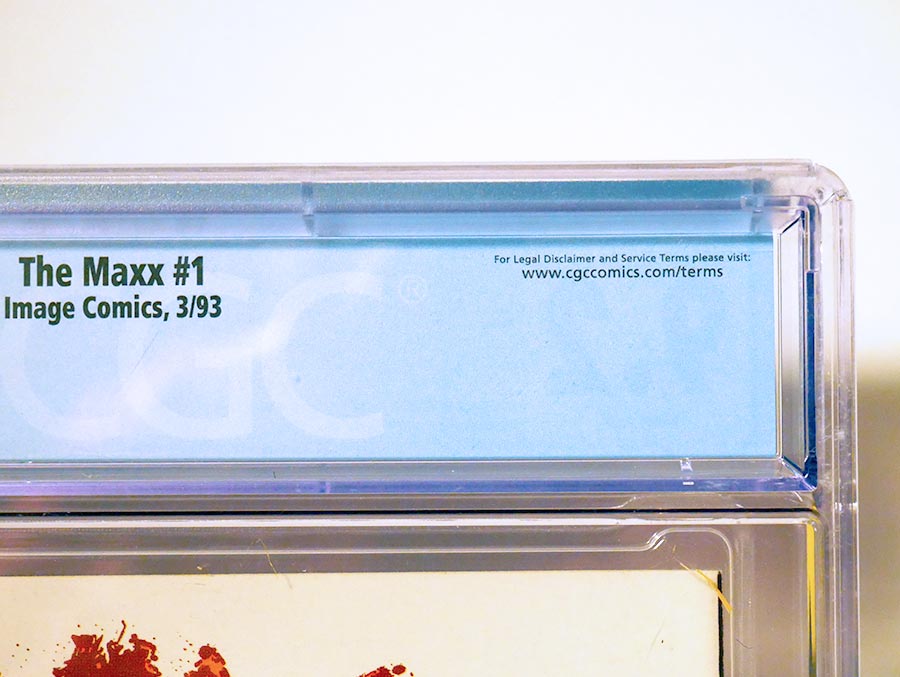 The Maxx #1
Image Comics, 3/93
For Legal Disclaimer and Service Terms please visit:
www.cgccomics.com/terms
CGC®